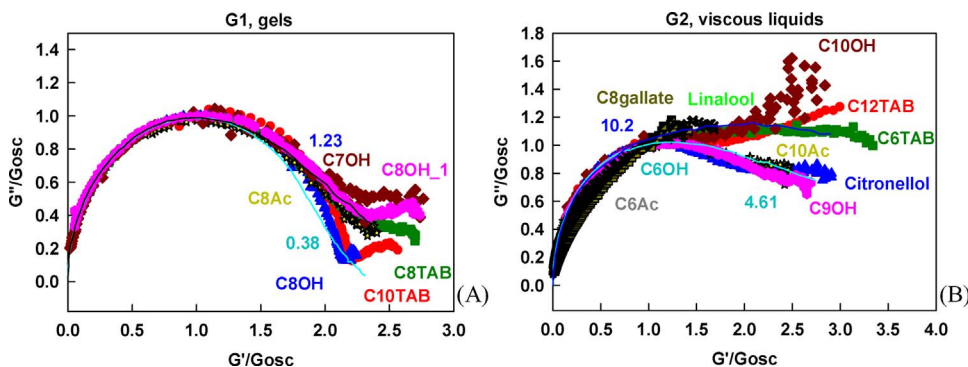 G1, gels
G''/Gosc
1.4
1.2
1.0
0.8
0.6
0.4
0.2
0.0
1.23
C7OH
C8OH_1
C8Ac
0.38
C8OH
C8TAB
C10TAB
(A)
0.0 0.5 1.0 1.5 2.0 2.5 3.0
G'/Gosc
G2, viscous liquids
G''/Gosc
1.8
1.6
1.4
1.2
1.0
0.8
0.6
0.4
0.2
0.0
C10OH
C8gallate
Linalool
C12TAB
10.2
C6TAB
C10Ac
C6OH
Citronellol
4.61
C6Ac
C9OH
(B)
0.0 0.5 1.0 1.5 2.0 2.5 3.0 3.5 4.0
G'/Gosc